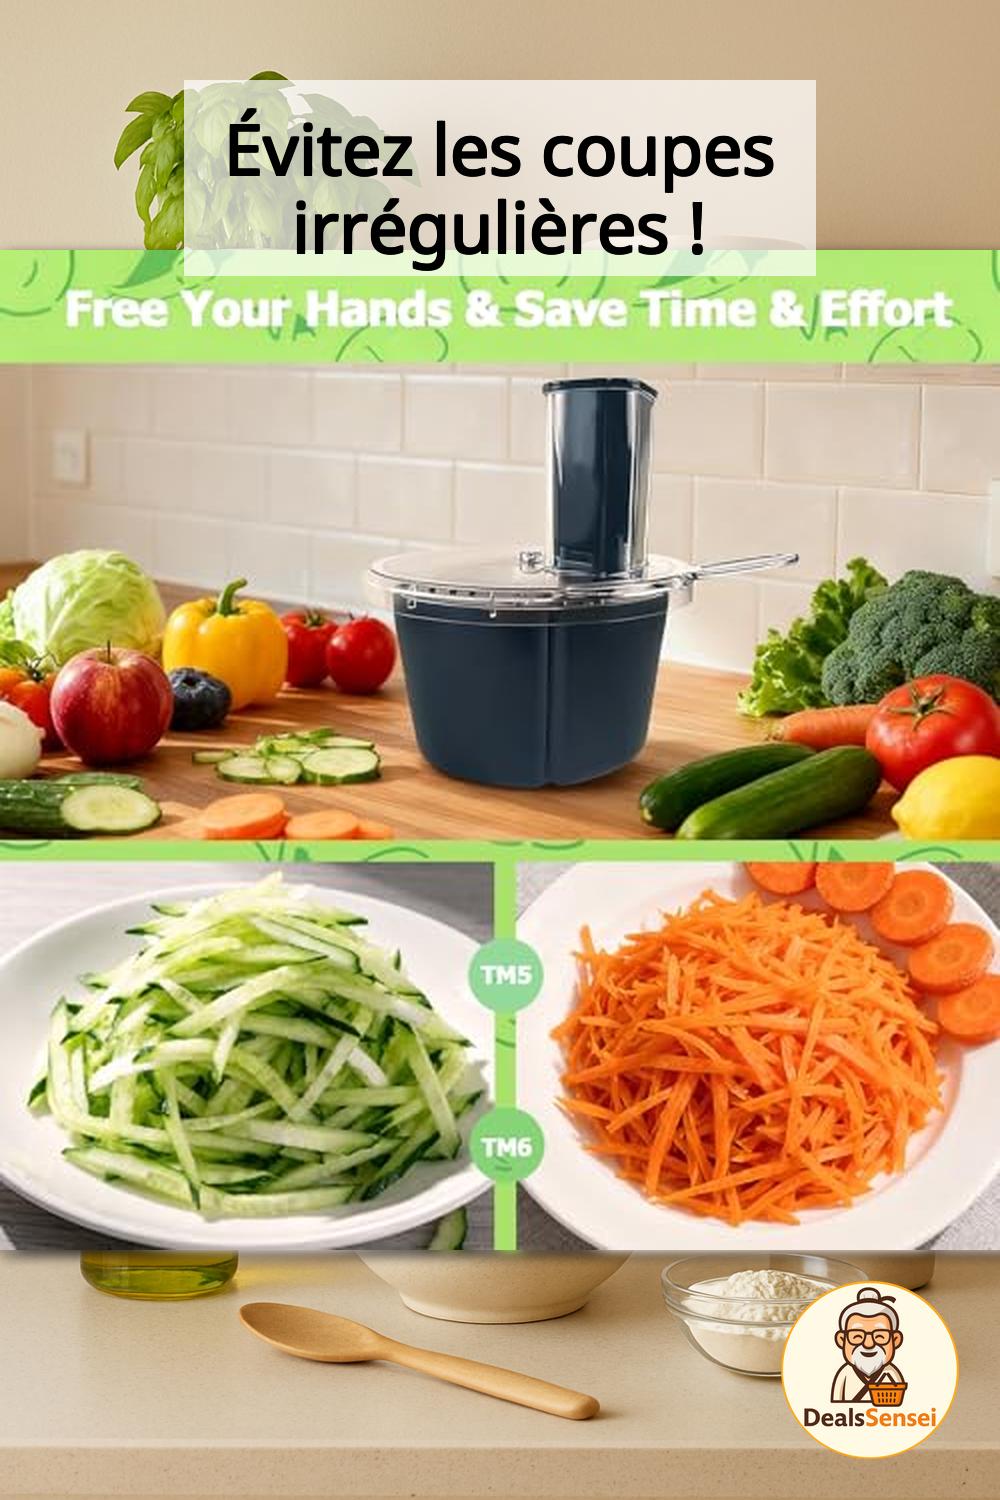 Évitez les coupes
irrégulières !
Free Your Hands & Save Time & Effort
TM5
TM6
DealsSensei